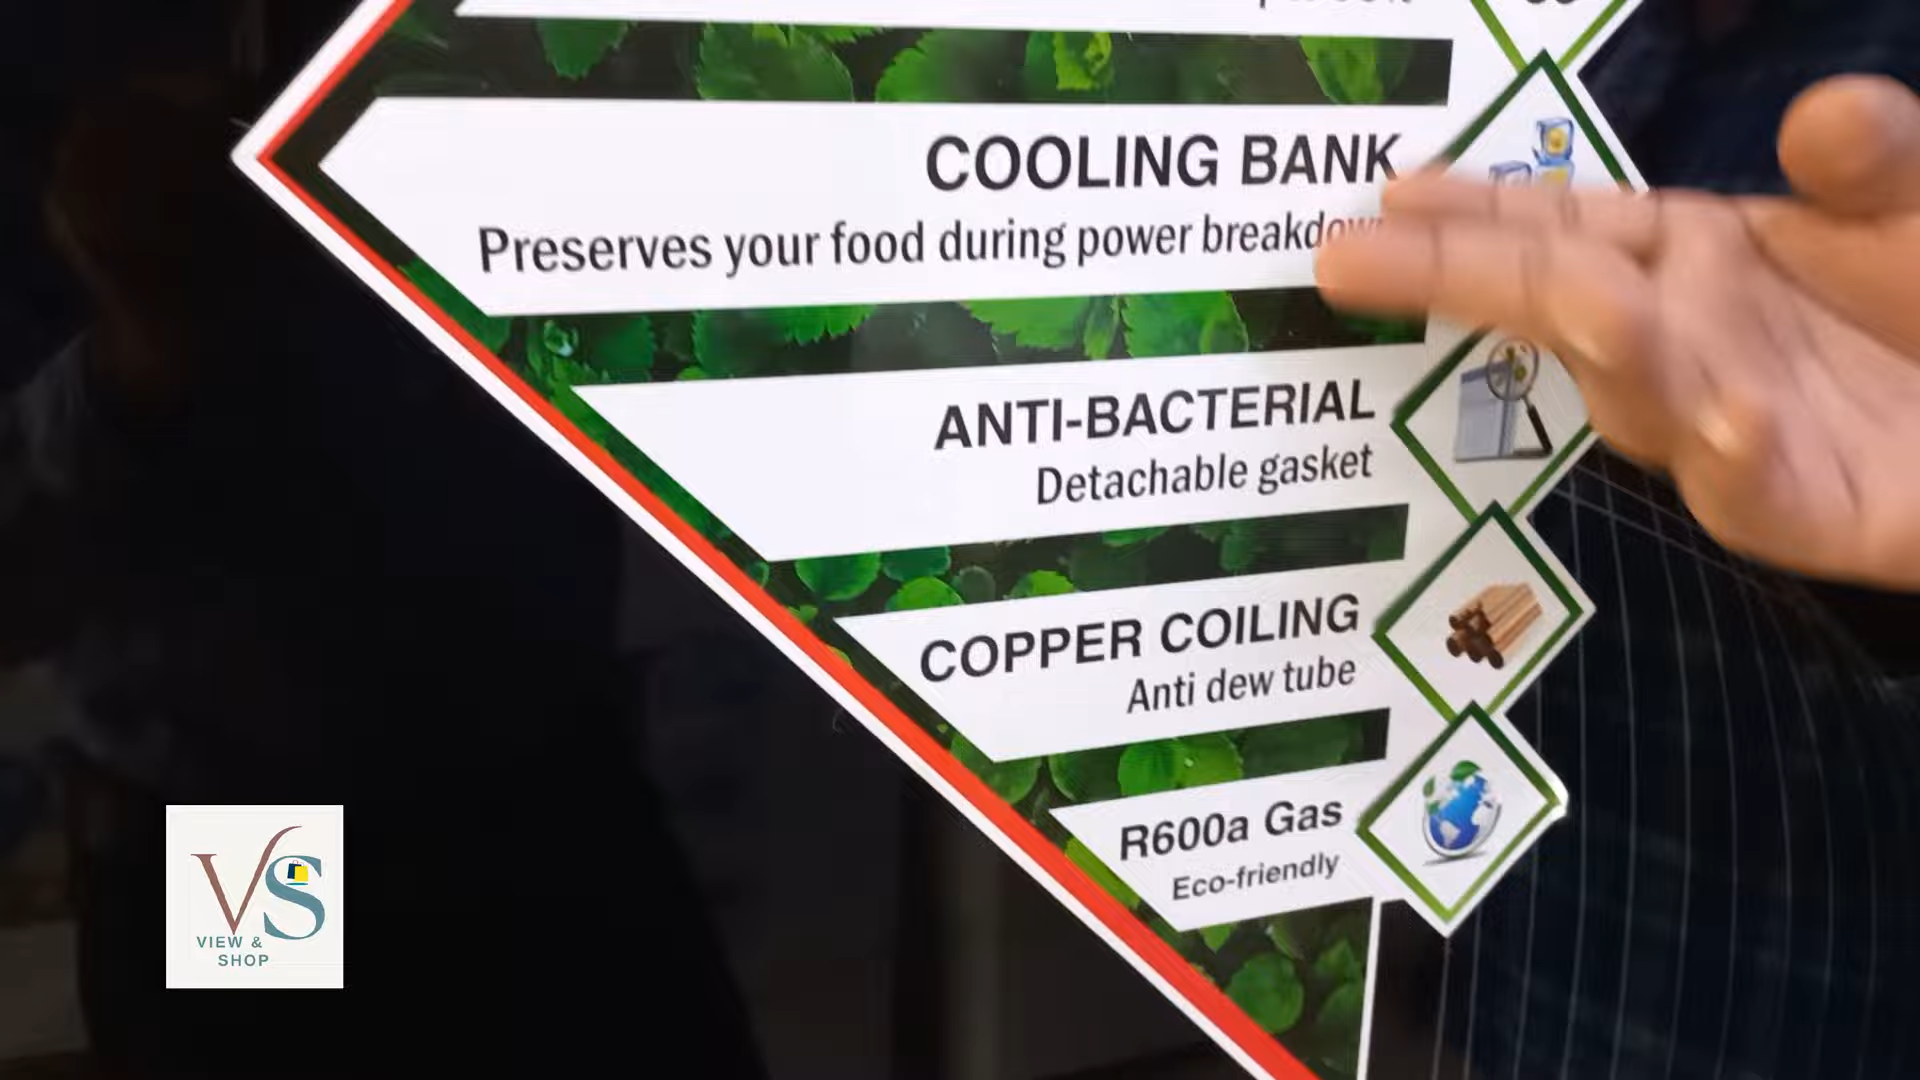 COOLING BANK
Preserves your food during power
ANTI-BACTERIAL
Detachable gasket
COPPER COILING
Anti dew tube
R600a Gas
Eco-friendly
VS
VIEW &
SHOP